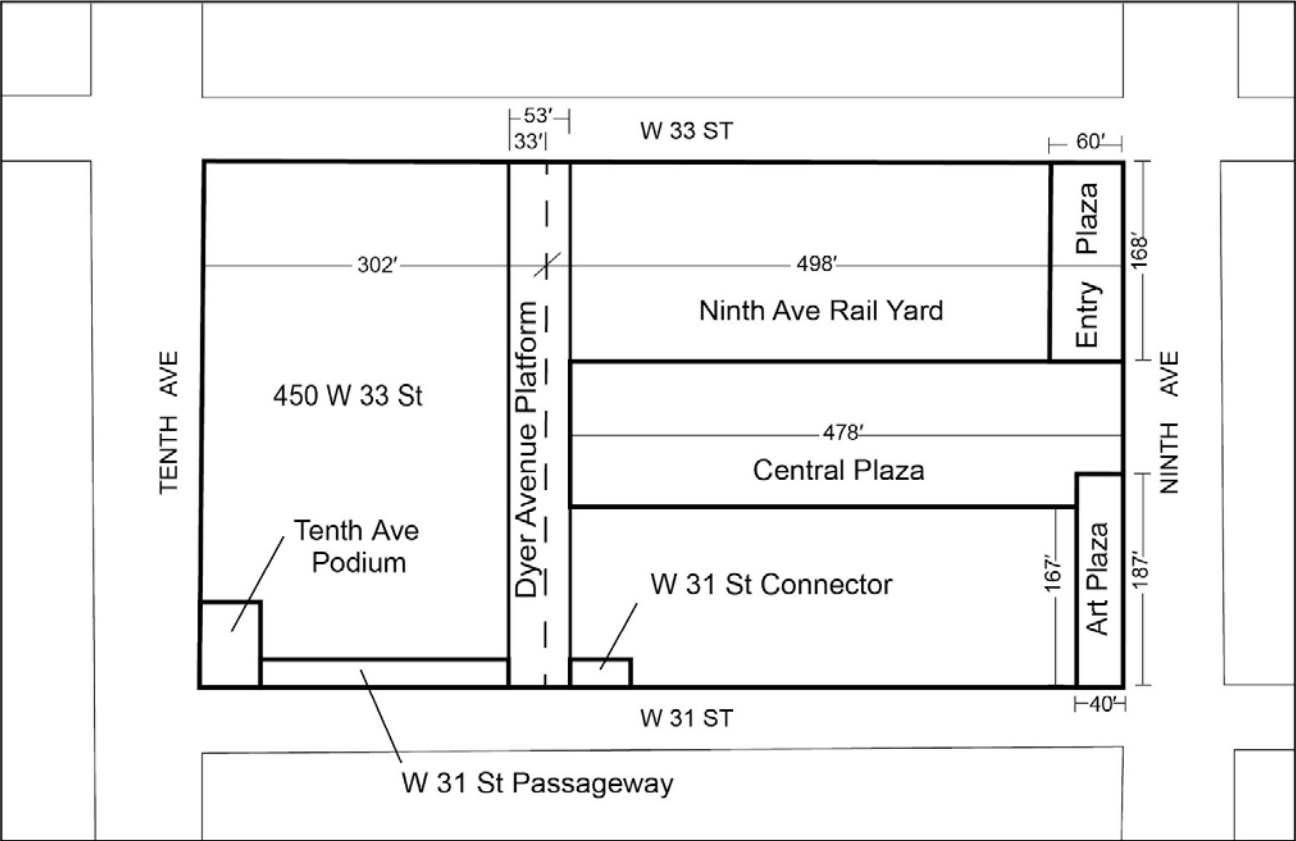 53′
W 33 ST
33′
60′
Entry Plaza
168′
302′
498′
Ninth Ave Rail Yard
Dyer Avenue Platform
TENTH AVE
450 W 33 St
NINTH AVE
478′
Central Plaza
Tenth Ave
Podium
W 31 St Connector
167′
Art Plaza
187′
40′
W 31 ST
W 31 St Passageway